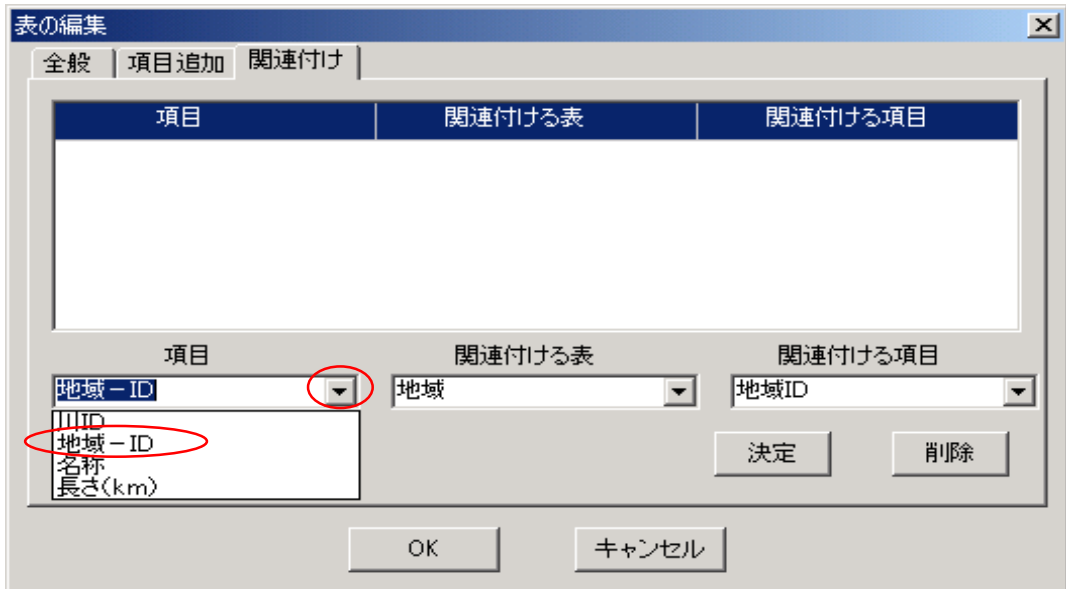 表の編集
全般 項目追加 関連付け
項目 関連付ける表 関連付ける項目
項目 関連付ける表 関連付ける項目
地域－ID 地域 地域ID
川ID
地域－ID
名称
長さ(km)
決定 削除
OK キャンセル